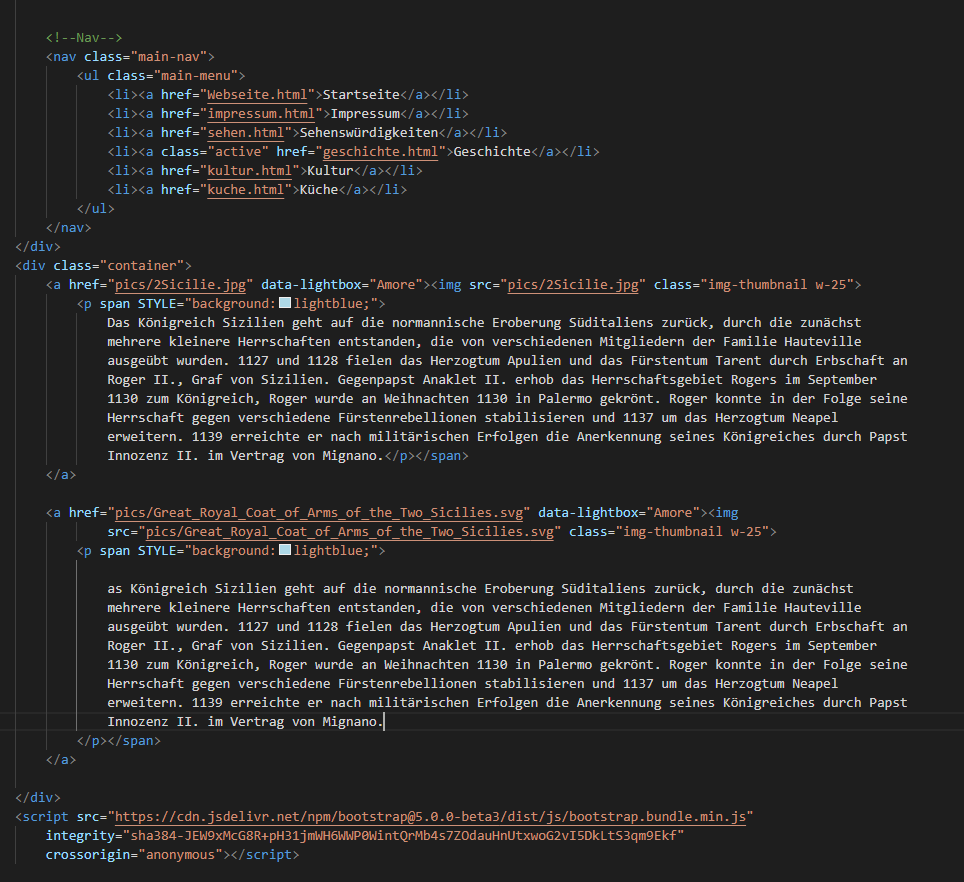 <!--Nav-->
<nav class="main-nav">
<ul class="main-menu">
<li><a href="Webseite.html">Startseite</a></li>
<li><a href="impressum.html">Impressum</a></li>
<li><a href="sehen.html">Sehenswürdigkeiten</a></li>
<li><a class="active" href="geschichte.html">Geschichte</a></li>
<li><a href="kultur.html">Kultur</a></li>
<li><a href="kuche.html">Küche</a></li>
</ul>
</nav>
</div>
<div class="container">
<a href="pics/2Sicilie.jpg" data-lightbox="Amore"><img src="pics/2Sicilie.jpg" class="img-thumbnail w-25">
<p span STYLE="background:lightblue;">
Das Königreich Sizilien geht auf die normannische Eroberung Süditaliens zurück, durch die zunächst
mehrere kleinere Herrschaften entstanden, die von verschiedenen Mitgliedern der Familie Hauteville
ausgeübt wurden. 1127 und 1128 fielen das Herzogtum Apulien und das Fürstentum Tarent durch Erbschaft an
Roger II., Graf von Sizilien. Gegenpapst Anaklet II. erhob das Herrschaftsgebiet Rogers im September
1130 zum Königreich, Roger wurde an Weihnachten 1130 in Palermo gekrönt. Roger konnte in der Folge seine
Herrschaft gegen verschiedene Fürstenrebellionen stabilisieren und 1137 um das Herzogtum Neapel
erweitern. 1139 erreichte er nach militärischen Erfolgen die Anerkennung seines Königreiches durch Papst
Innozenz II. im Vertrag von Mignano.</p></span>
</a>
<a href="pics/Great_Royal_Coat_of_Arms_of_the_Two_Sicilies.svg" data-lightbox="Amore"><img
src="pics/Great_Royal_Coat_of_Arms_of_the_Two_Sicilies.svg" class="img-thumbnail w-25">
<p span STYLE="background:lightblue;">
as Königreich Sizilien geht auf die normannische Eroberung Süditaliens zurück, durch die zunächst
mehrere kleinere Herrschaften entstanden, die von verschiedenen Mitgliedern der Familie Hauteville
ausgeübt wurden. 1127 und 1128 fielen das Herzogtum Apulien und das Fürstentum Tarent durch Erbschaft an
Roger II., Graf von Sizilien. Gegenpapst Anaklet II. erhob das Herrschaftsgebiet Rogers im September
1130 zum Königreich, Roger wurde an Weihnachten 1130 in Palermo gekrönt. Roger konnte in der Folge seine
Herrschaft gegen verschiedene Fürstenrebellionen stabilisieren und 1137 um das Herzogtum Neapel
erweitern. 1139 erreichte er nach militärischen Erfolgen die Anerkennung seines Königreiches durch Papst
Innozenz II. im Vertrag von Mignano.
</p></span>
</a>
</div>
<script src="https://cdn.jsdelivr.net/npm/bootstrap@5.0.0-beta3/dist/js/bootstrap.bundle.min.js"
integrity="sha384-JEW9xMcG8R+pH31jmWH6WWP0WintQrMb4s7ZOdauHnUtxwoG2vI5DkLtS3qm9Ekf"
crossorigin="anonymous"></script>